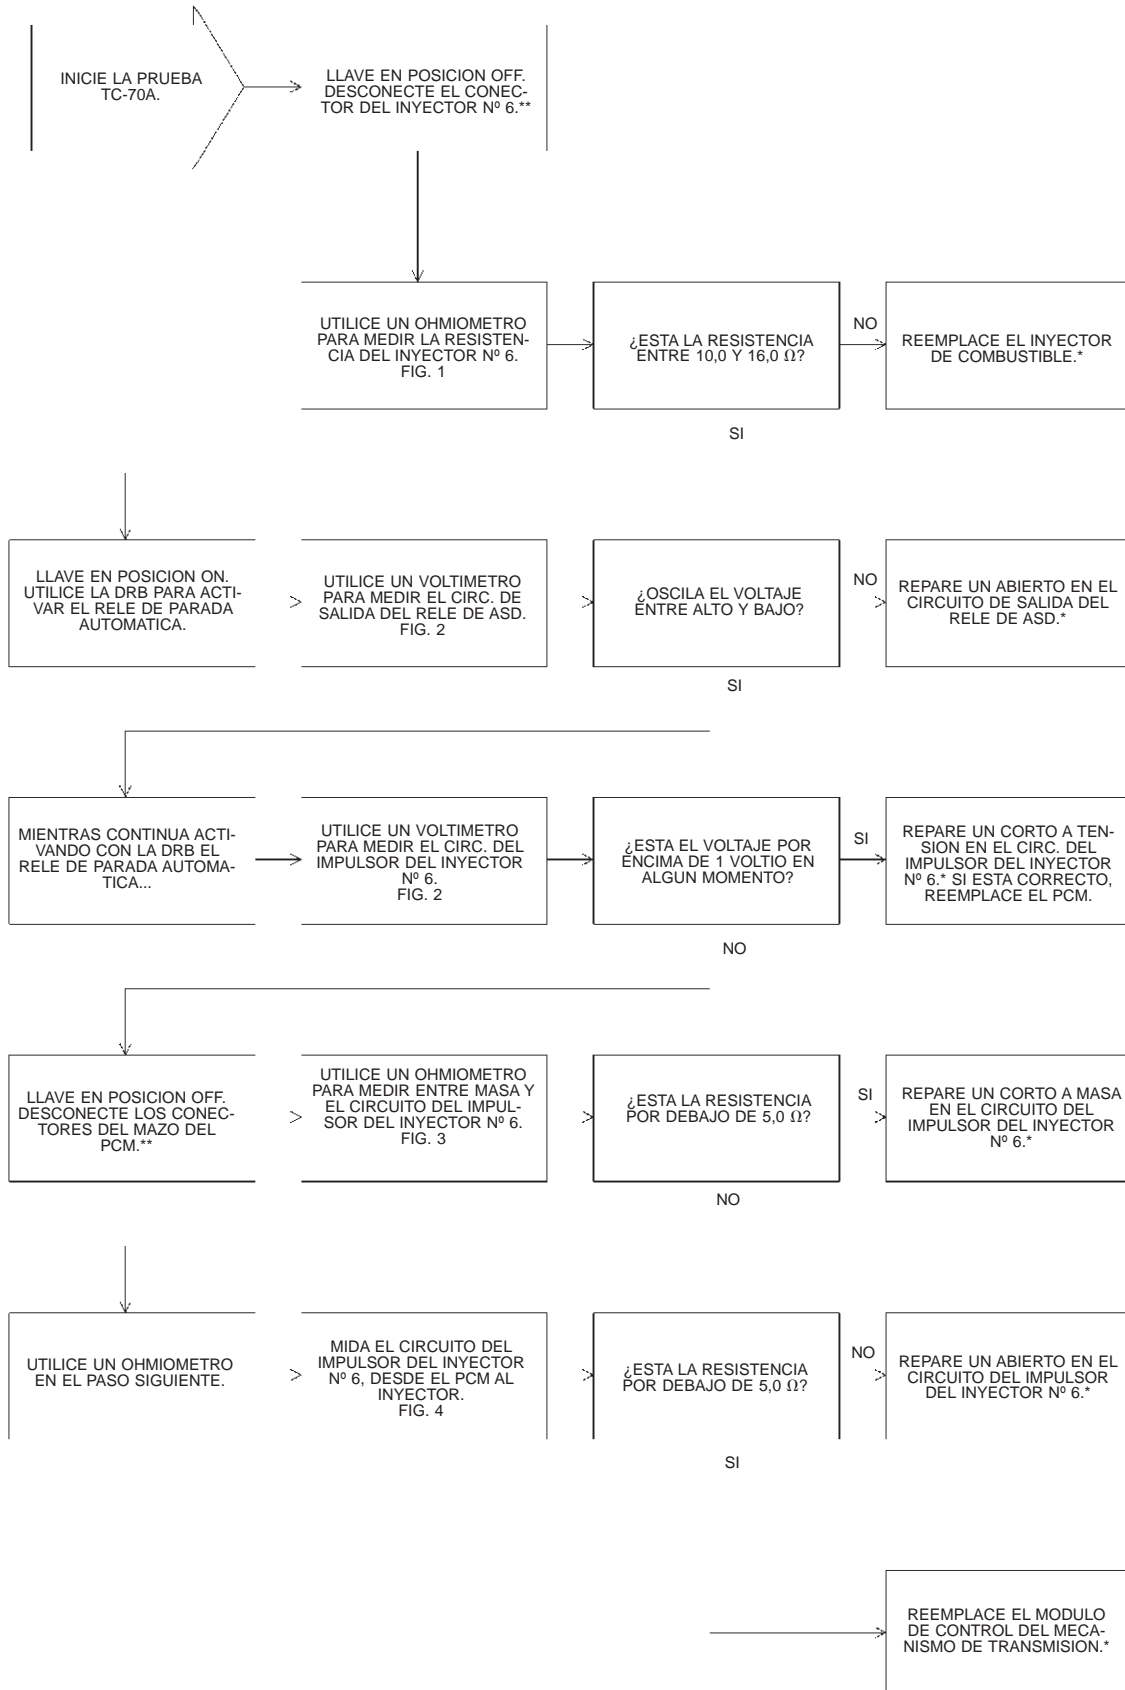 INICIE LA PRUEBA
TC-70A.
LLAVE EN POSICION OFF.
DESCONECTE EL CONEC-
TOR DEL INYECTOR Nº 6.**
UTILICE UN OHMIOMETRO
PARA MEDIR LA RESISTEN-
CIA DEL INYECTOR Nº 6.
FIG. 1
¿ESTA LA RESISTENCIA
ENTRE 10,0 Y 16,0 Ω?
NO
REEMPLACE EL INYECTOR
DE COMBUSTIBLE.*
SI
LLAVE EN POSICION ON.
UTILICE LA DRB PARA ACTI-
VAR EL RELE DE PARADA
AUTOMATICA.
UTILICE UN VOLTIMETRO
PARA MEDIR EL CIRC. DE
SALIDA DEL RELE DE ASD.
FIG. 2
¿OSCILA EL VOLTAJE
ENTRE ALTO Y BAJO?
NO
REPARE UN ABIERTO EN EL
CIRCUITO DE SALIDA DEL
RELE DE ASD.*
SI
MIENTRAS CONTINUA ACTI-
VANDO CON LA DRB EL
RELE DE PARADA AUTOMA-
TICA...
UTILICE UN VOLTIMETRO
PARA MEDIR EL CIRC. DEL
IMPULSOR DEL INYECTOR
Nº 6.
FIG. 2
¿ESTA EL VOLTAJE POR
ENCIMA DE 1 VOLTIO EN
ALGUN MOMENTO?
SI
REPARE UN CORTO A TEN-
SION EN EL CIRC. DEL
IMPULSOR DEL INYECTOR
Nº 6.* SI ESTA CORRECTO,
REEMPLACE EL PCM.
NO
LLAVE EN POSICION OFF.
DESCONECTE LOS CONEC-
TORES DEL MAZO DEL
PCM.**
UTILICE UN OHMIOMETRO
PARA MEDIR ENTRE MASA Y
EL CIRCUITO DEL IMPUL-
SOR DEL INYECTOR Nº 6.
FIG. 3
¿ESTA LA RESISTENCIA
POR DEBAJO DE 5,0 Ω?
SI
REPARE UN CORTO A MASA
EN EL CIRCUITO DEL
IMPULSOR DEL INYECTOR
Nº 6.*
NO
UTILICE UN OHMIOMETRO
EN EL PASO SIGUIENTE.
MIDA EL CIRCUITO DEL
IMPULSOR DEL INYECTOR
Nº 6, DESDE EL PCM AL
INYECTOR.
FIG. 4
¿ESTA LA RESISTENCIA
POR DEBAJO DE 5,0 Ω?
NO
REPARE UN ABIERTO EN EL
CIRCUITO DEL IMPULSOR
DEL INYECTOR Nº 6.*
SI
REEMPLACE EL MODULO
DE CONTROL DEL MECA-
NISMO DE TRANSMISION.*